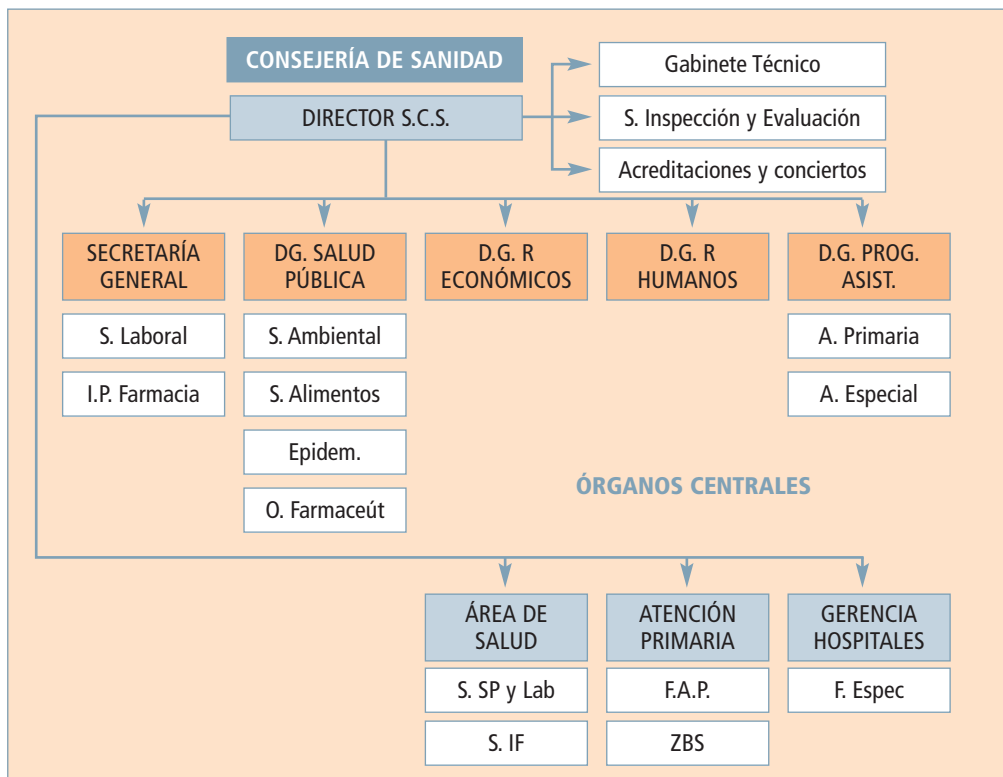 CONSEJERÍA DE SANIDAD
DIRECTOR S.C.S.
Gabinete Técnico
S. Inspección y Evaluación
Acreditaciones y conciertos
SECRETARÍA
GENERAL
S. Laboral
I.P. Farmacia
DG. SALUD
PÚBLICA
S. Ambiental
S. Alimentos
Epidem.
O. Farmaceút
D.G. R
ECONÓMICOS
D.G. R
HUMANOS
D.G. PROG.
ASIST.
A. Primaria
A. Especial
ÓRGANOS CENTRALES
ÁREA DE
SALUD
S. SP y Lab
S. IF
ATENCIÓN
PRIMARIA
F.A.P.
ZBS
GERENCIA
HOSPITALES
F. Espec